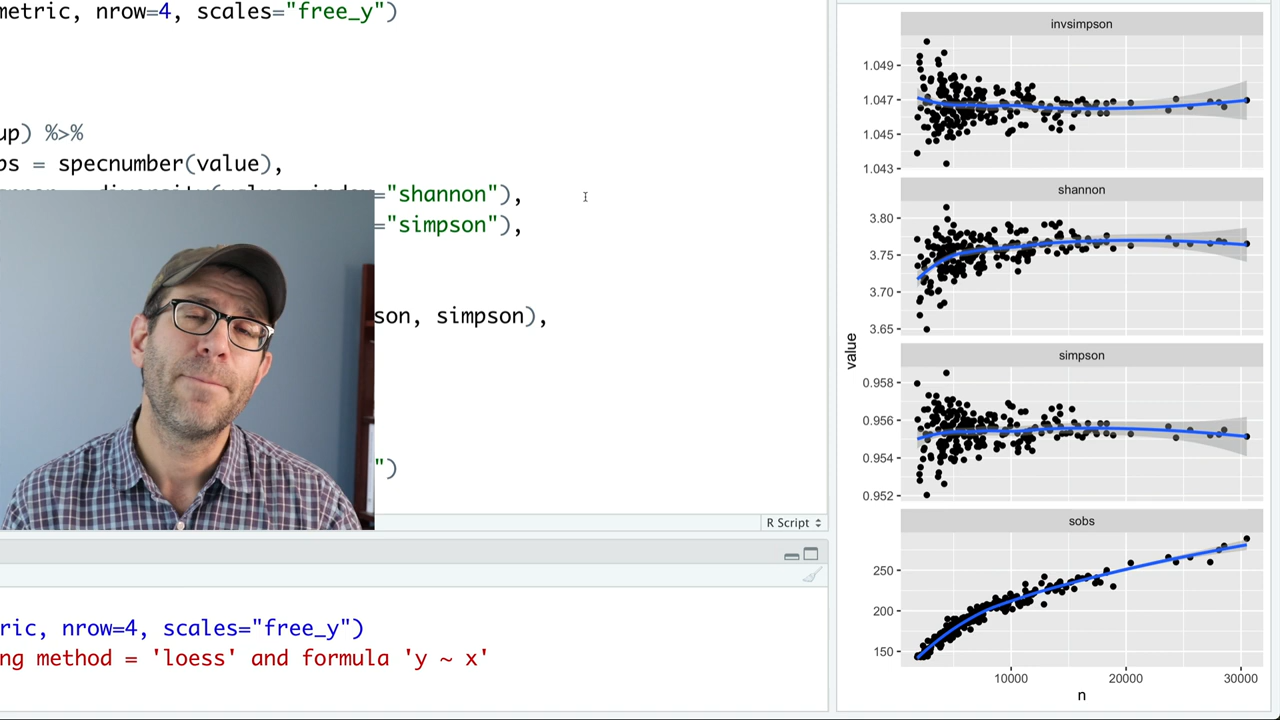 metric, nrow=4, scales="free_y")
up) %>%
bs = specnumber(value),
="shannon"),
="simpson"),
son, simpson),
")
R Script
ric, nrow=4, scales="free_y")
ng method = 'loess' and formula 'y ~ x'
invsimpson
1.049
1.047
1.045
1.043
shannon
3.80
3.75
3.70
3.65
value
simpson
0.958
0.956
0.954
0.952
sobs
250
200
150
10000 20000 30000
n